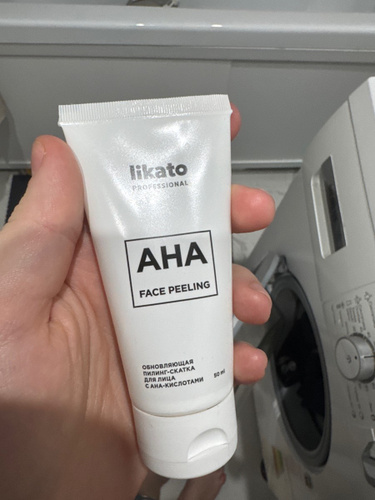 likato
PROFESSIONAL
AHA
FACE PEELING
ОБНОВЛЯЮЩАЯ
ПИЛИНГ-СКАТКА
ДЛЯ ЛИЦА
С АНА-КИСЛОТАМИ
50 ml